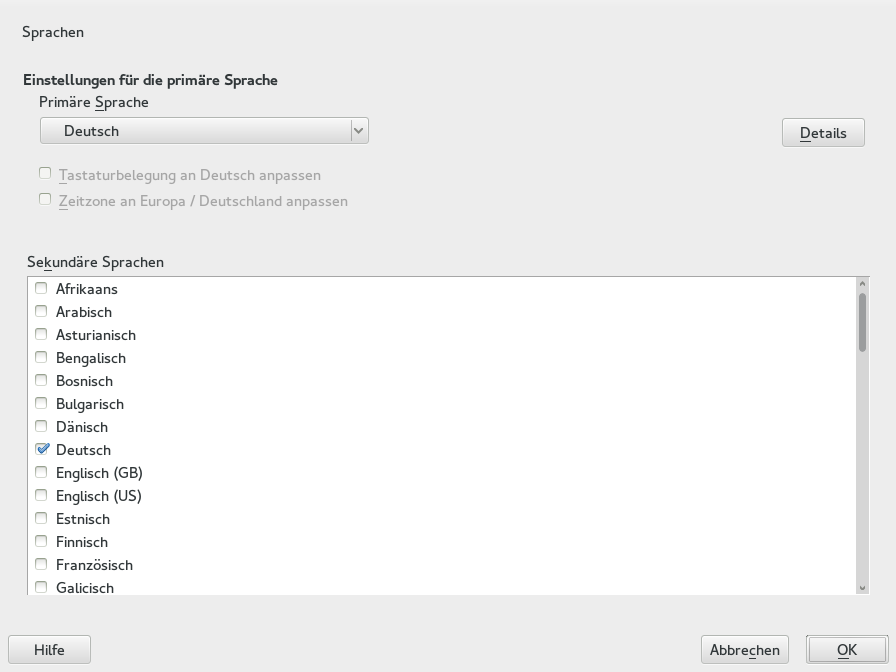 Sprachen
Einstellungen für die primäre Sprache
Primäre Sprache
Deutsch
Details
Tastaturbelegung an Deutsch anpassen
Zeitzone an Europa / Deutschland anpassen
Sekundäre Sprachen
Afrikaans
Arabisch
Asturianisch
Bengalisch
Bosnisch
Bulgarisch
Dänisch
Deutsch
Englisch (GB)
Englisch (US)
Estnisch
Finnisch
Französisch
Galicisch
Hilfe
Abbrechen
OK